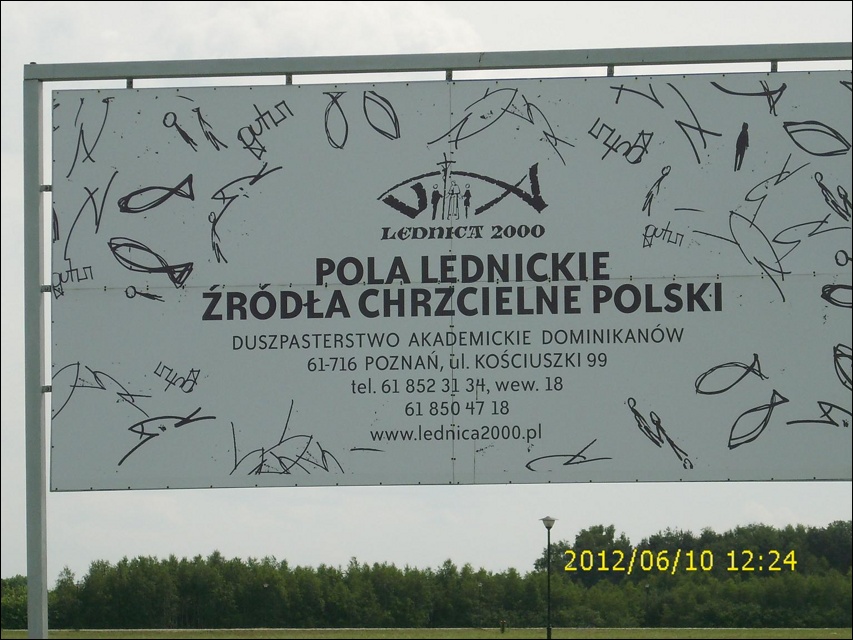 LEDNICA 2000
POLA LEDNICKIE
ŹRÓDŁA CHRZCIELNE POLSKI
DUSZPASTERSTWO AKADEMICKIE DOMINIKANÓW
61-716 POZNAŃ, ul. KOŚCIUSZKI 99
tel. 61 852 31 34, wew. 18
61 850 47 18
www.lednica2000.pl
2012/06/10 12:24